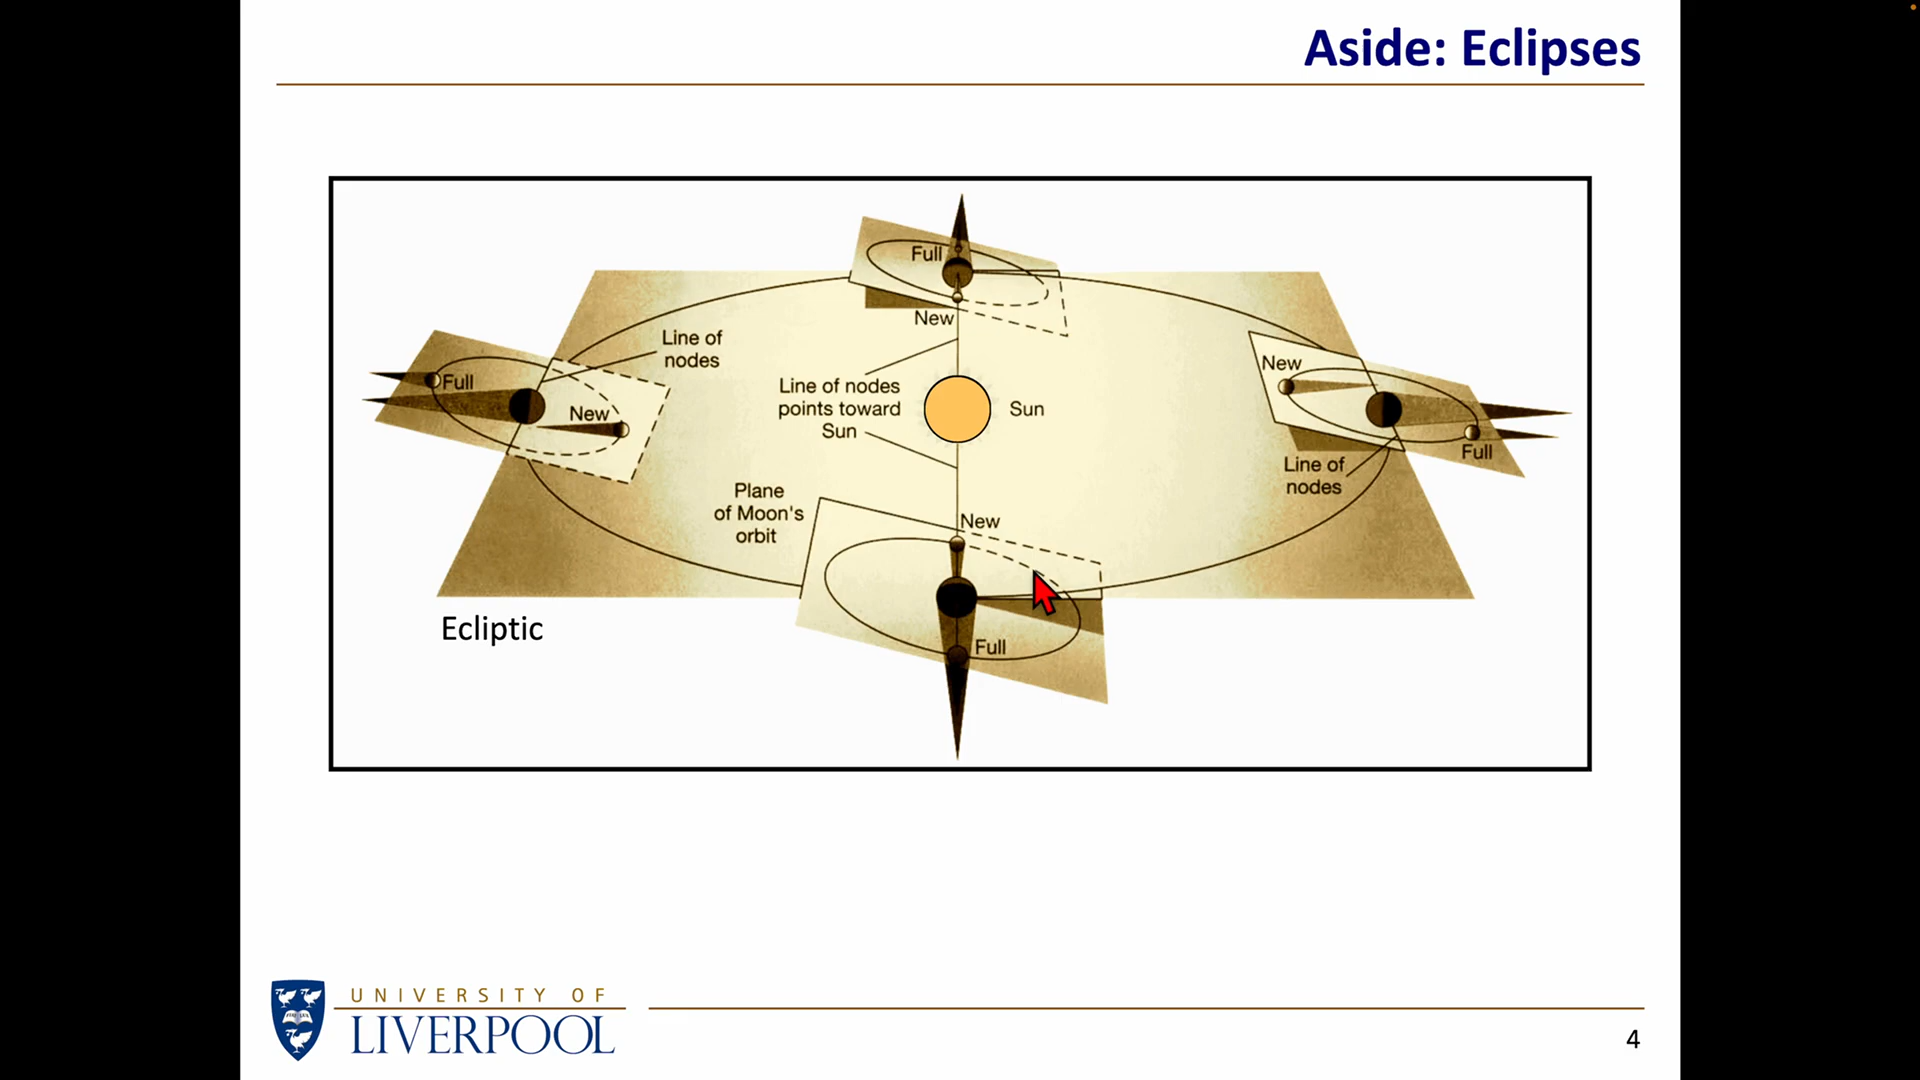 Aside: Eclipses
Full
New
Line of
nodes
Full
New
Line of nodes
points toward
Sun
Sun
New
Full
Line of
nodes
Plane
of Moon's
orbit
New
Full
Ecliptic
UNIVERSITY OF
LIVERPOOL
4